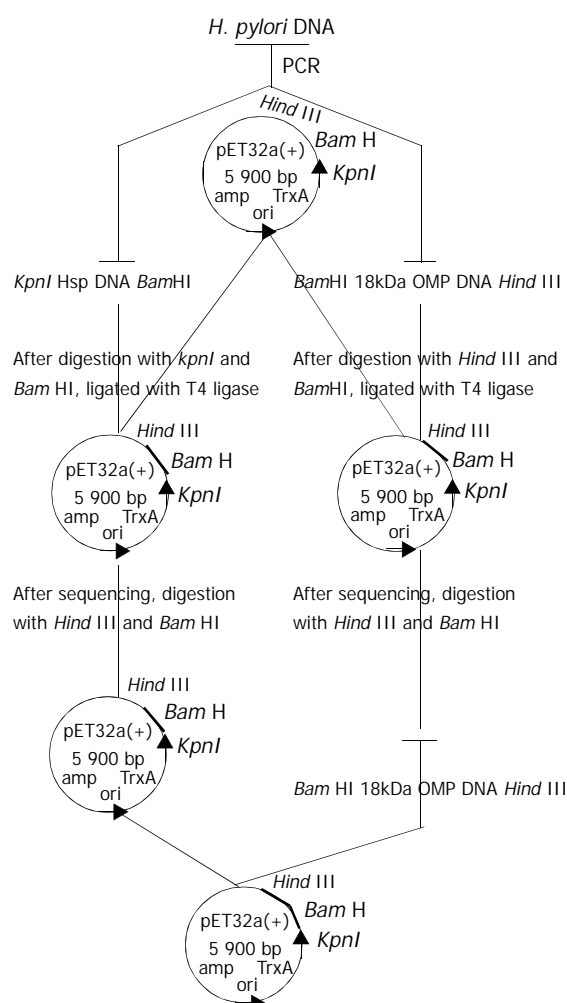 H. pylori DNA
PCR
Hind III
Bam H
KpnI
pET32a(+)
5 900 bp
amp TrxA
ori
KpnI Hsp DNA BamHI
BamHI 18kDa OMP DNA Hind III
After digestion with kpnI and
Bam HI, ligated with T4 ligase
After digestion with Hind III and
BamHI, ligated with T4 ligase
Hind III
Bam H
KpnI
pET32a(+)
5 900 bp
amp TrxA
ori
Hind III
Bam H
KpnI
pET32a(+)
5 900 bp
amp TrxA
ori
After sequencing, digestion
with Hind III and Bam HI
After sequencing, digestion
with Hind III and Bam HI
Hind III
Bam H
KpnI
pET32a(+)
5 900 bp
amp TrxA
ori
Bam HI 18kDa OMP DNA Hind III
Hind III
Bam H
KpnI
pET32a(+)
5 900 bp
amp TrxA
ori